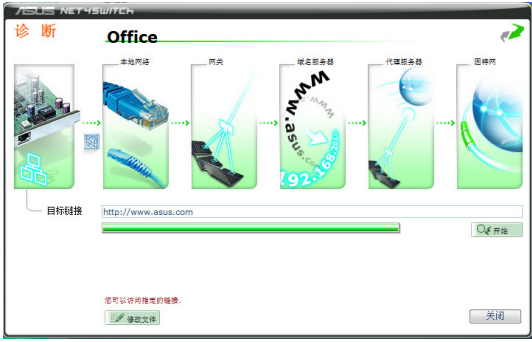 ASUS NET4SWITCH
诊 断
Office
本地网络
网关
域名服务器
代理服务器
因特网
www.
www.asus.com
192.168.
目标链接
http://www.asus.com
开始
您可以访问指定的链接.
修改文件
关闭